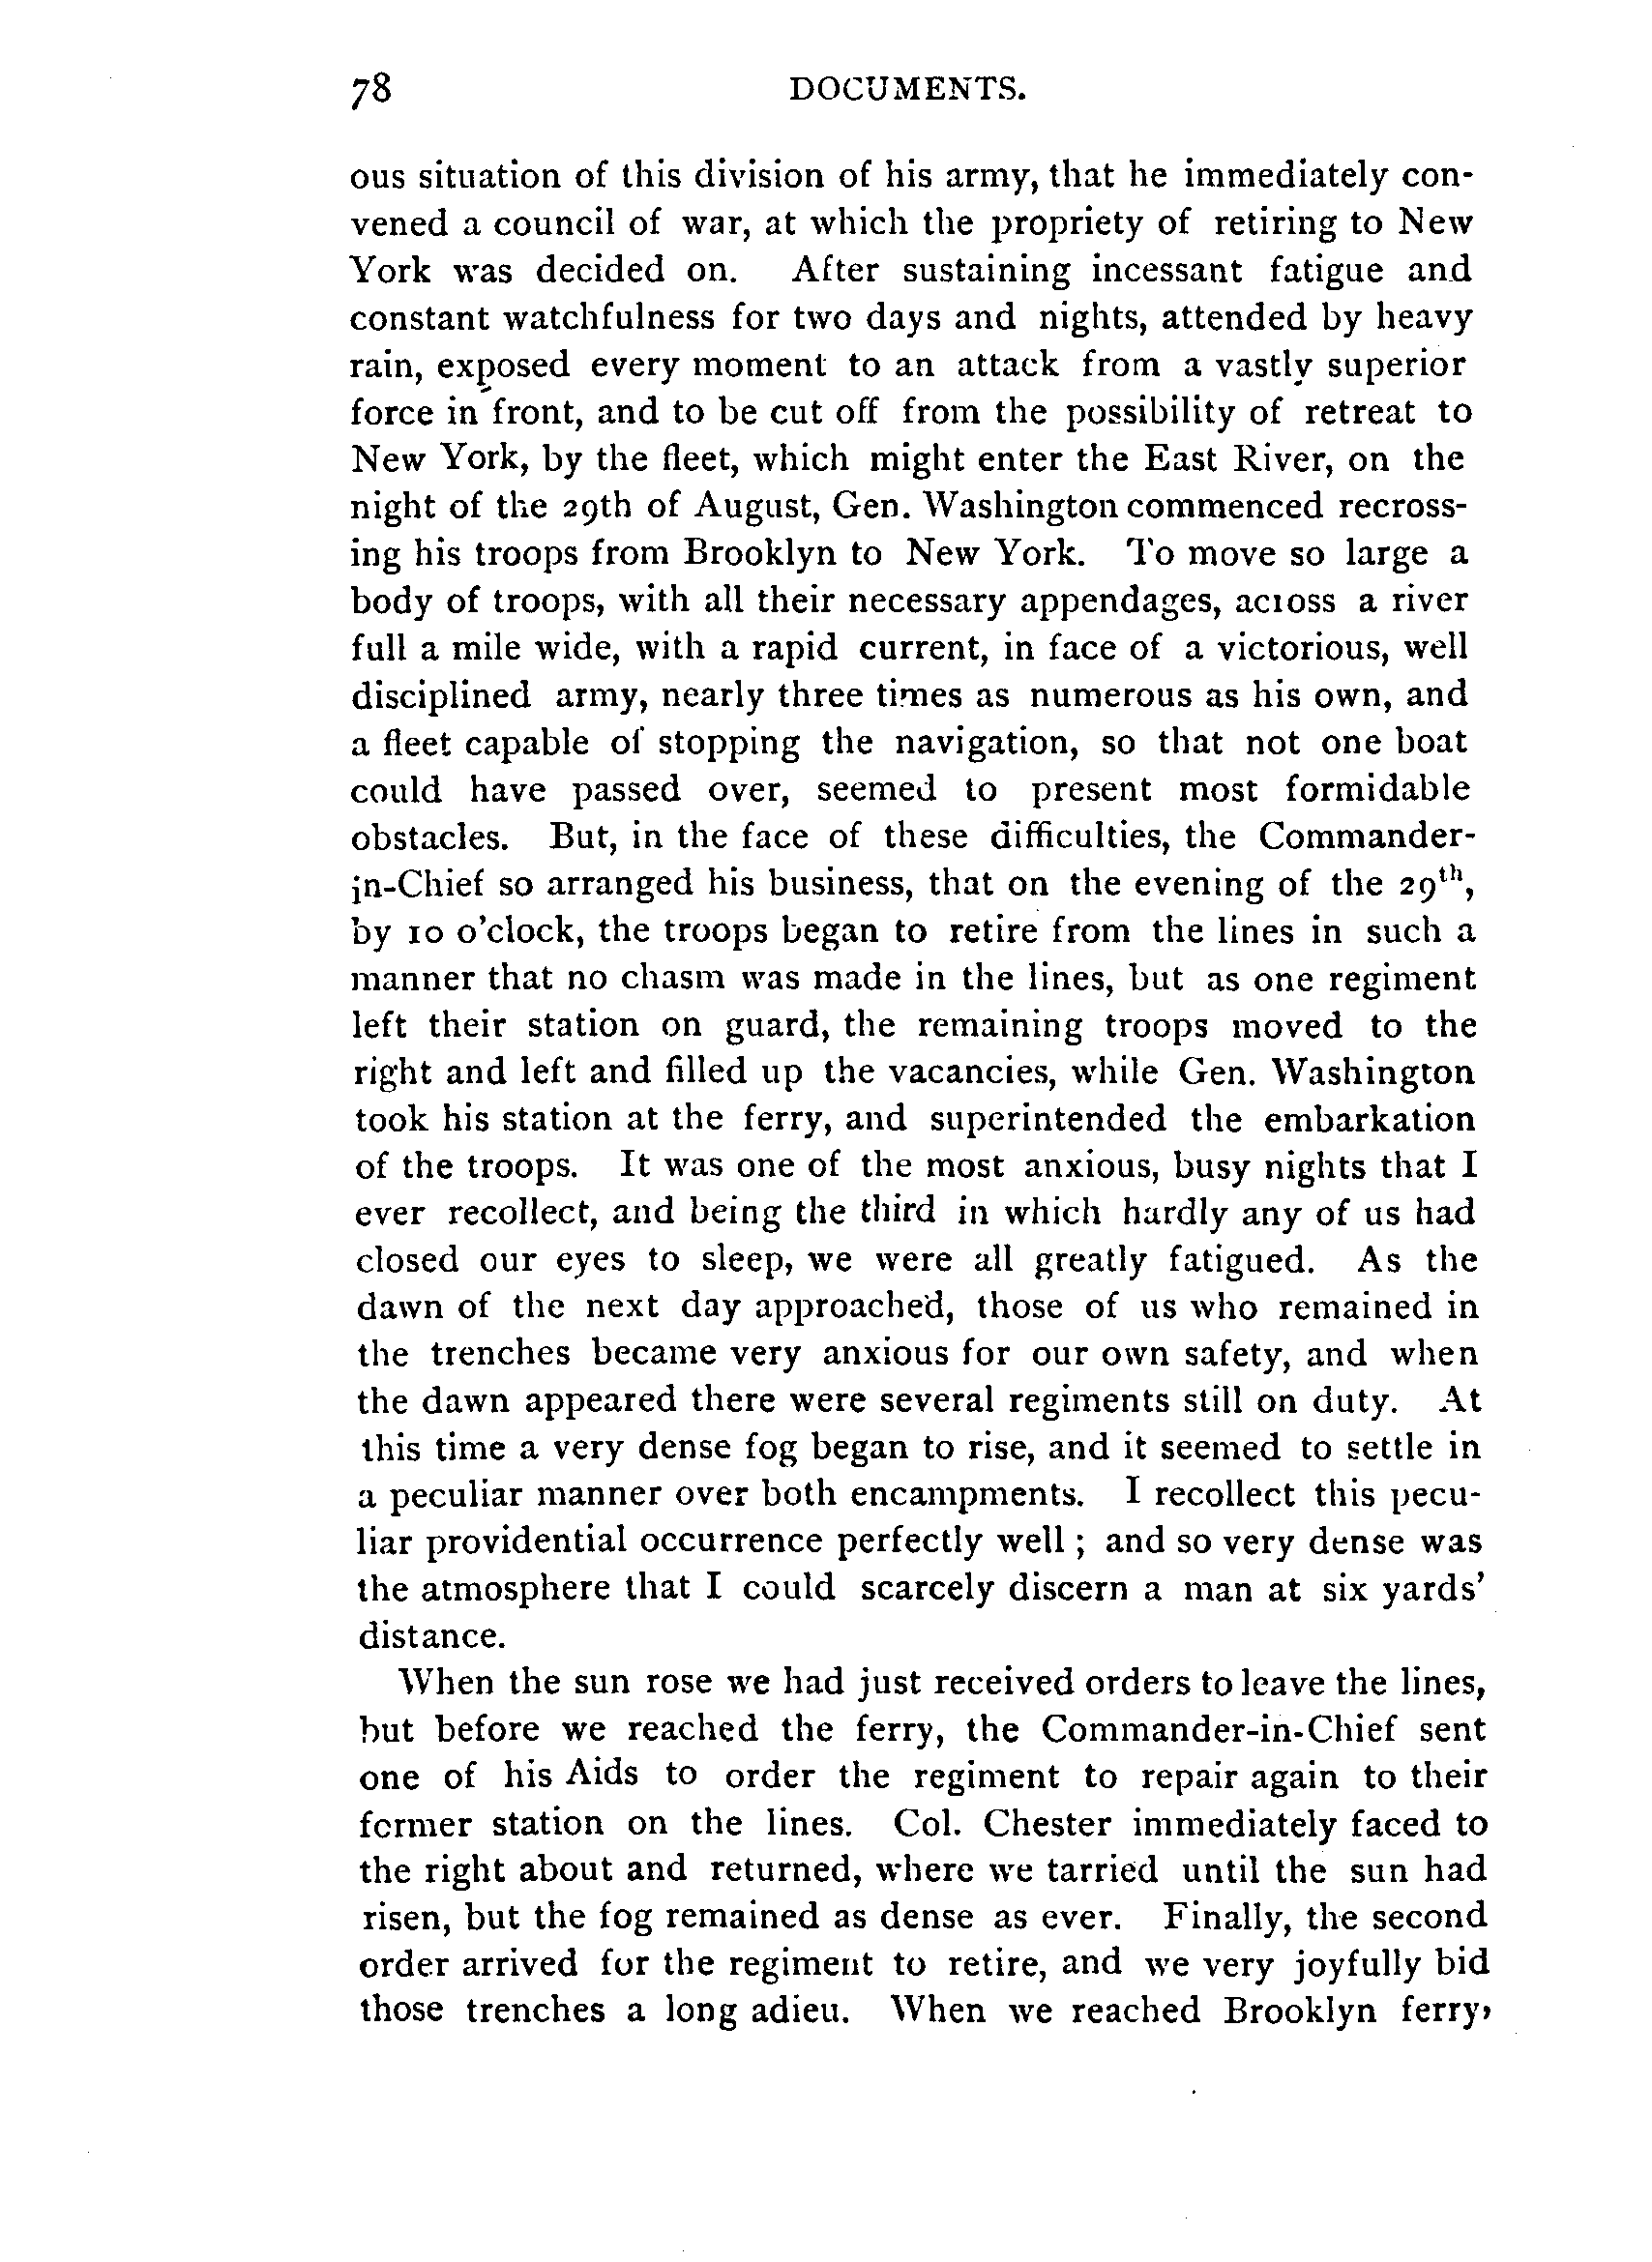 78 DOCUMENTS.
ous situation of this division of his army, that he immediately con-
vened a council of war, at which the propriety of retiring to New
York was decided on. After sustaining incessant fatigue and
constant watchfulness for two days and nights, attended by heavy
rain, exposed every moment to an attack from a vastly superior
force in front, and to be cut off from the possibility of retreat to
New York, by the fleet, which might enter the East River, on the
night of the 29th of August, Gen. Washington commenced recross-
ing his troops from Brooklyn to New York. To move so large a
body of troops, with all their necessary appendages, across a river
full a mile wide, with a rapid current, in face of a victorious, well
disciplined army, nearly three times as numerous as his own, and
a fleet capable of stopping the navigation, so that not one boat
could have passed over, seemed to present most formidable
obstacles. But, in the face of these difficulties, the Commander-
in-Chief so arranged his business, that on the evening of the 29th,
by 10 o'clock, the troops began to retire from the lines in such a
manner that no chasm was made in the lines, but as one regiment
left their station on guard, the remaining troops moved to the
right and left and filled up the vacancies, while Gen. Washington
took his station at the ferry, and superintended the embarkation
of the troops. It was one of the most anxious, busy nights that I
ever recollect, and being the third in which hardly any of us had
closed our eyes to sleep, we were all greatly fatigued. As the
dawn of the next day approached, those of us who remained in
the trenches became very anxious for our own safety, and when
the dawn appeared there were several regiments still on duty. At
this time a very dense fog began to rise, and it seemed to settle in
a peculiar manner over both encampments. I recollect this pecu-
liar providential occurrence perfectly well; and so very dense was
the atmosphere that I could scarcely discern a man at six yards'
distance.
When the sun rose we had just received orders to leave the lines,
but before we reached the ferry, the Commander-in-Chief sent
one of his Aids to order the regiment to repair again to their
former station on the lines. Col. Chester immediately faced to
the right about and returned, where we tarried until the sun had
risen, but the fog remained as dense as ever. Finally, the second
order arrived for the regiment to retire, and we very joyfully bid
those trenches a long adieu. When we reached Brooklyn ferry,